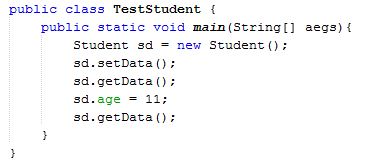 public class TestStudent {
    public static void main(String[] aegs){
        Student sd = new Student();
        sd.setData();
        sd.getData();
        sd.age = 11;
        sd.getData();
    }
}